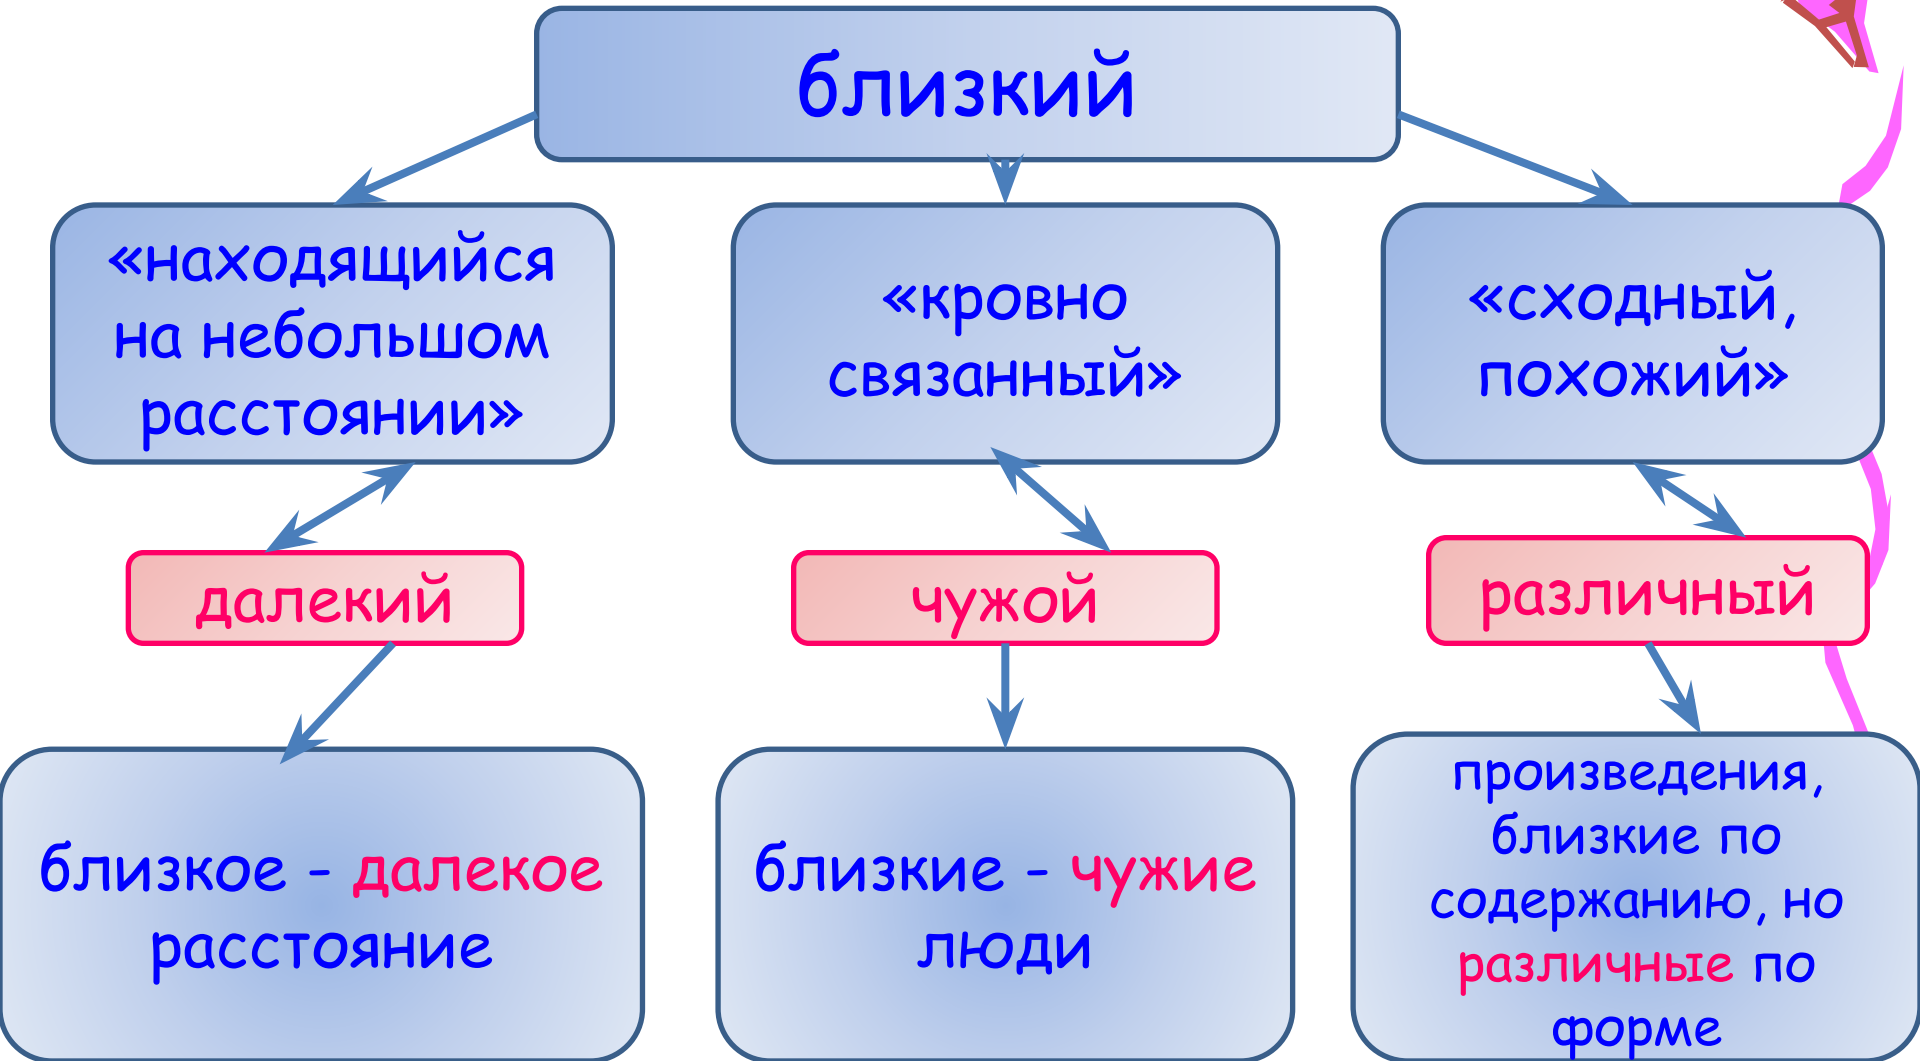 близкий
«находящийся
на небольшом
расстоянии»
«кровно
связанный»
«сходный,
похожий»
далекий
чужой
различный
близкое - далекое
расстояние
близкие - чужие
люди
произведения,
близкие по
содержанию, но
различные по
форме